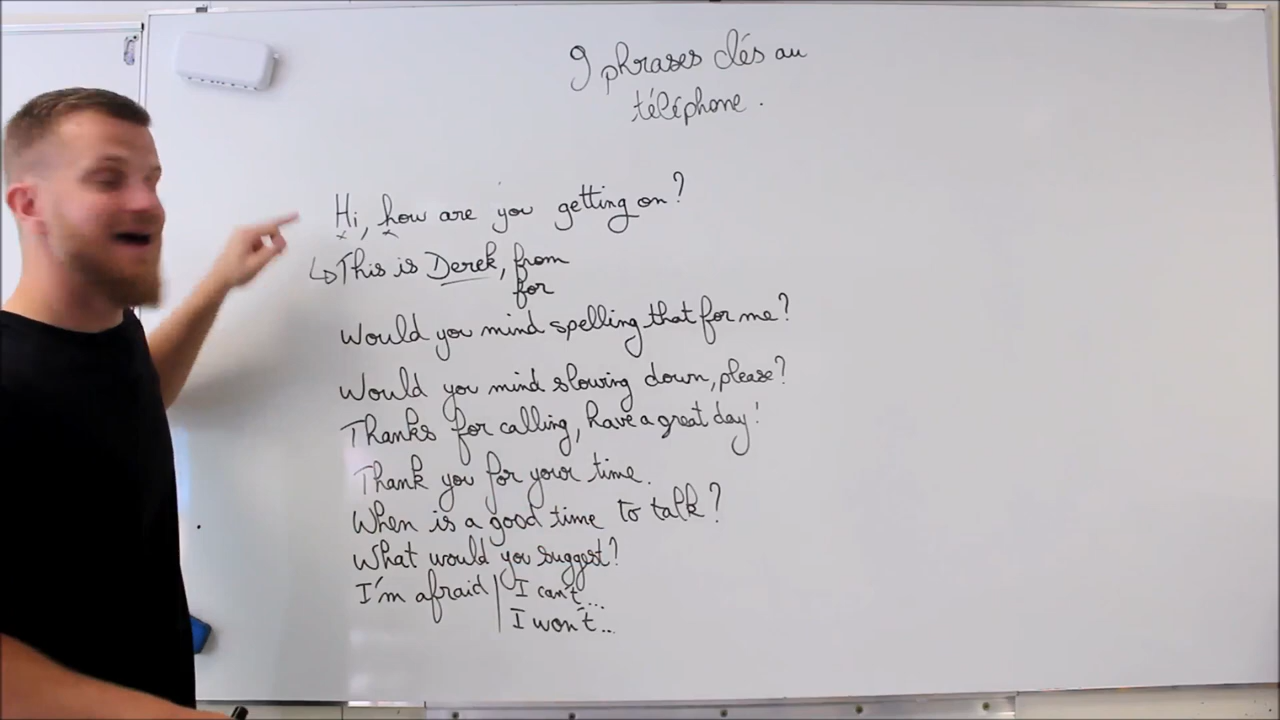 9 phrases clés au
téléphone.
Hi, how are you getting on?
x x
↳ This is Derek, from
for
Would you mind spelling that for me?
Would you mind slowing down, please?
Thanks for calling, have a great day!
Thank you for your time.
When is a good time to talk?
What would you suggest?
I'm afraid | I can't...
I won't...